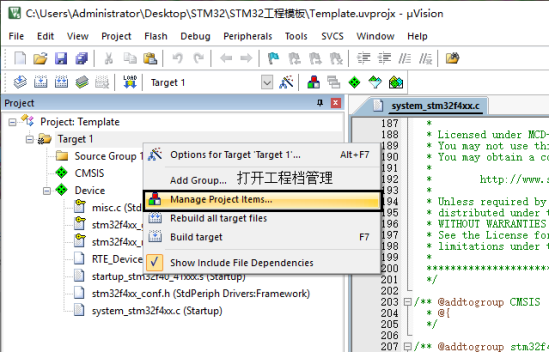 C:\Users\Administrator\Desktop\STM32\STM32工程模板\Template.uvprojx - µVision
File Edit View Project Flash Debug Peripherals Tools SVCS Window Help
LOAD Target 1
Project
system_stm32f4xx.c
Project: Template
Target 1
Source Group 1
CMSIS
Device
misc.c (Std
stm32f4xx_
stm32f4xx_
stm32f4xx_
RTE_Device
startup_stm32f40_41xxx.s (Startup)
stm32f4xx_conf.h (StdPeriph Drivers:Framework)
system_stm32f4xx.c (Startup)
Options for Target 'Target 1'... Alt+F7
Add Group... 打开工程档管理
Manage Project Items...
Rebuild all target files
Build target F7
Show Include File Dependencies
187 *
188 * Licensed under MCD-
189 * You may not use thi
190 * You may obtain a co
191 *
192 * http://www.s
193 *
194 * Unless required by
195 * distributed under t
196 * WITHOUT WARRANTIES
197 * See the License for
198 * limitations under t
199 *
200 ************************
201 */
202
203 /** @addtogroup CMSIS
204 * @{
205 */
206
207 /** @addtogroup stm32f4